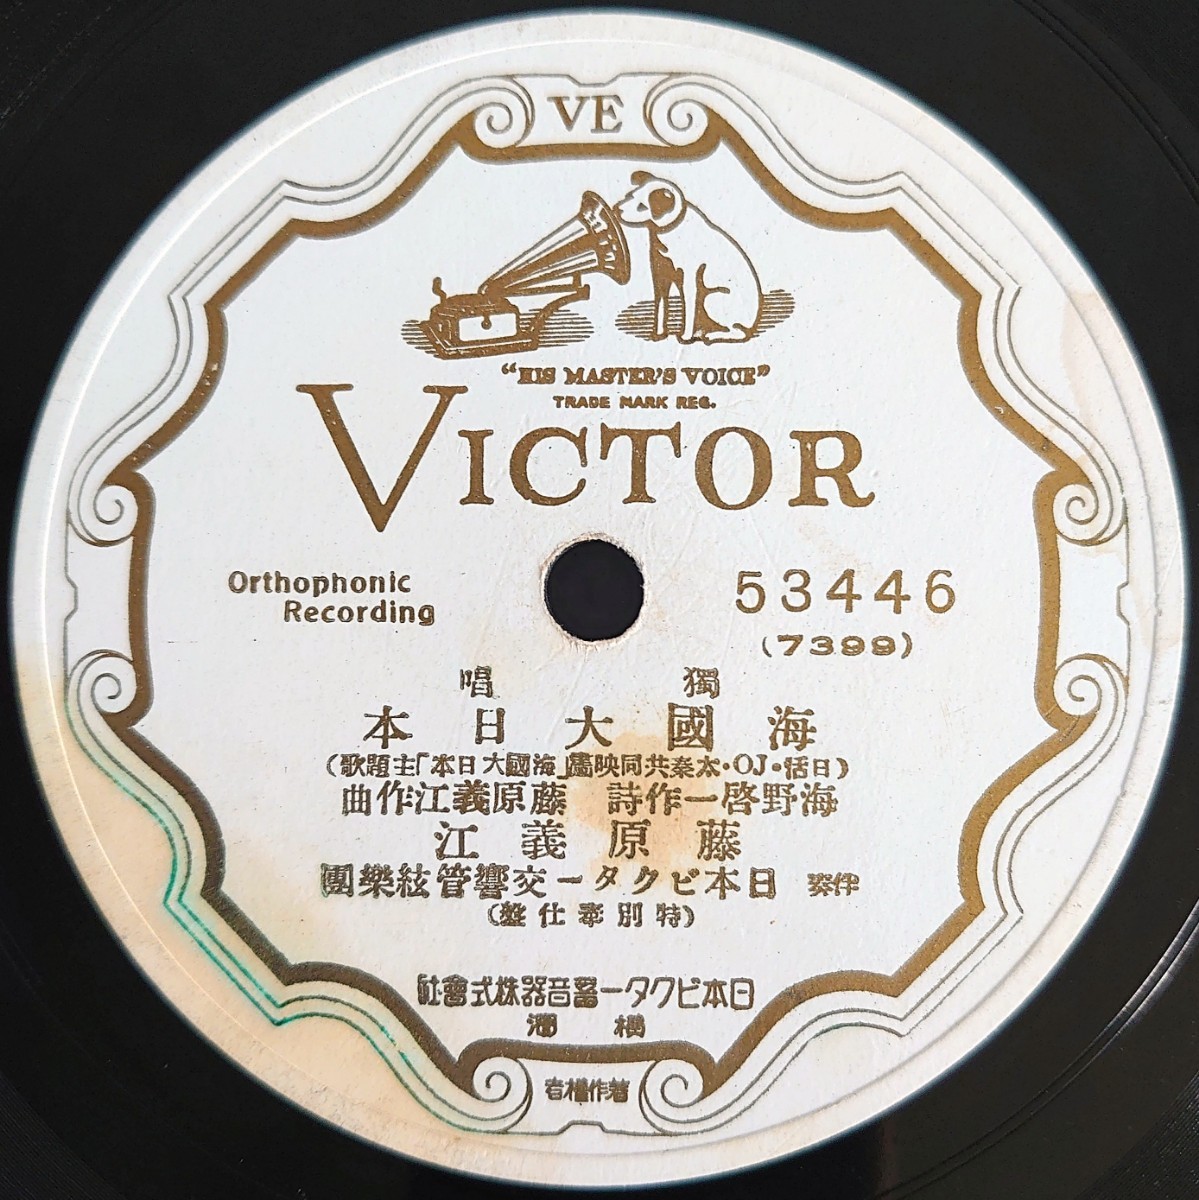 VE
"HIS MASTER'S VOICE"
TRADE MARK REG.
VICTOR
Orthophonic
Recording
53446
(7399)
獨唱
海國大日本
(日活・JO・太秦共同映畫「海國大日本」主題歌)
海野啓一作詩 藤原義江作曲
藤原義江
伴奏 日本ビクター交響管絃樂團
(特別奉仕盤)
日本ビクター蓄音器株式會社
橫濱
著作權者